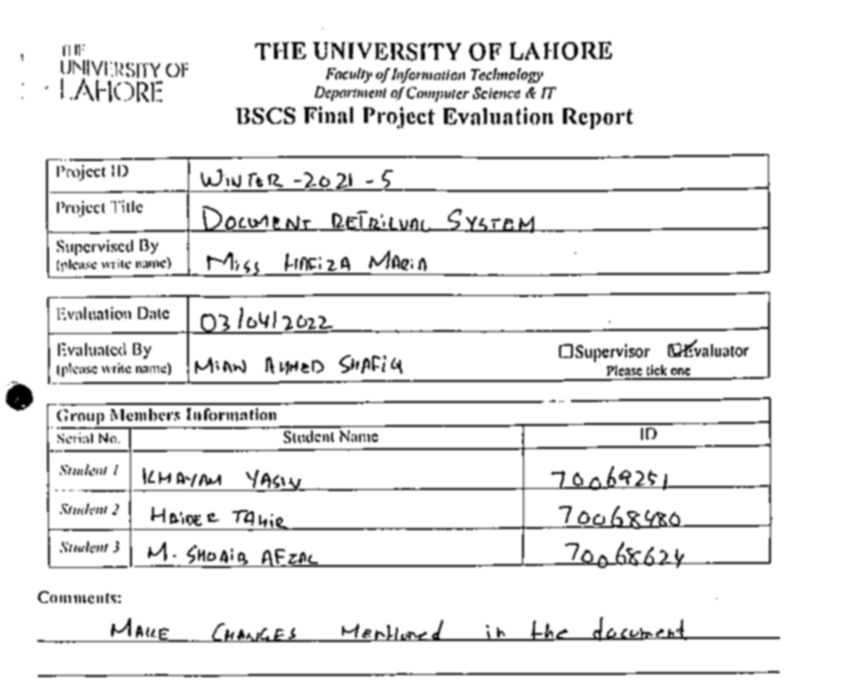 THE
UNIVERSITY OF
LAHORE
THE UNIVERSITY OF LAHORE
Faculty of Information Technology
Department of Computer Science & IT
BSCS Final Project Evaluation Report
Project ID WINTER -2021 - 5
Project Title DOCUMENT RETRIEVAL SYSTEM
Supervised By
(please write name) MISS HAFIZA MARIA
Evaluation Date 03/04/2022
Evaluated By ☐Supervisor ☑Evaluator
(please write name) MIAN AHMED SHAFIQ Please tick one
Group Members Information
Serial No. Student Name ID
Student 1 KHAYAM YASIN 70069251
Student 2 HAIDER TAHIR 70068480
Student 3 M. SHOAIB AFZAL 70068624
Comments:
MAKE CHANGES Mentioned in the document